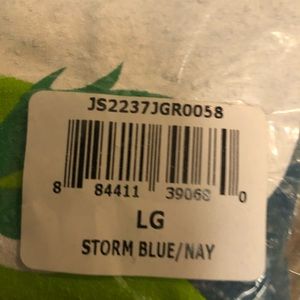 JS2237JGR0058
8 84411 39068 0
LG
STORM BLUE/NAY